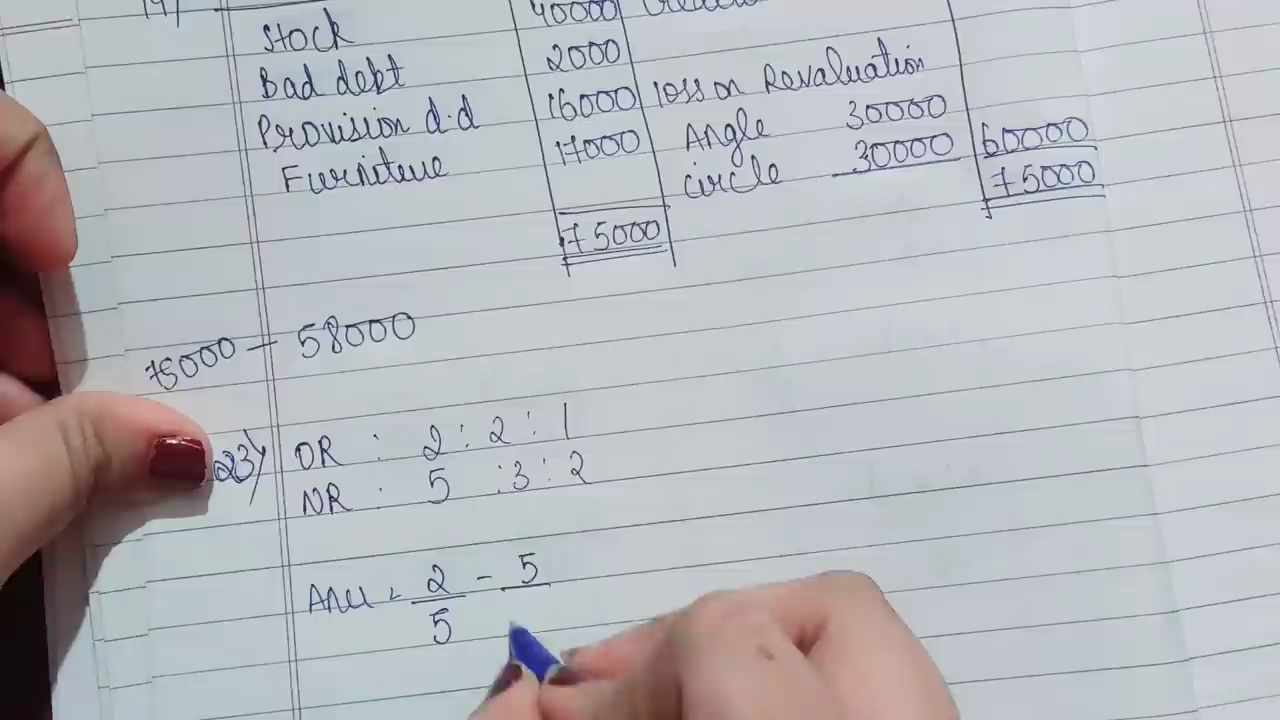 19)
Stock 40000
Bad debt 2000
Provision d.d 16000 loss on Revaluation
Furniture 17000 Angle 30000 60000
circle 30000 75000
75000
75000 - 58000
23) OR : 2 : 2 : 1
NR : 5 : 3 : 2
2 - 5
5